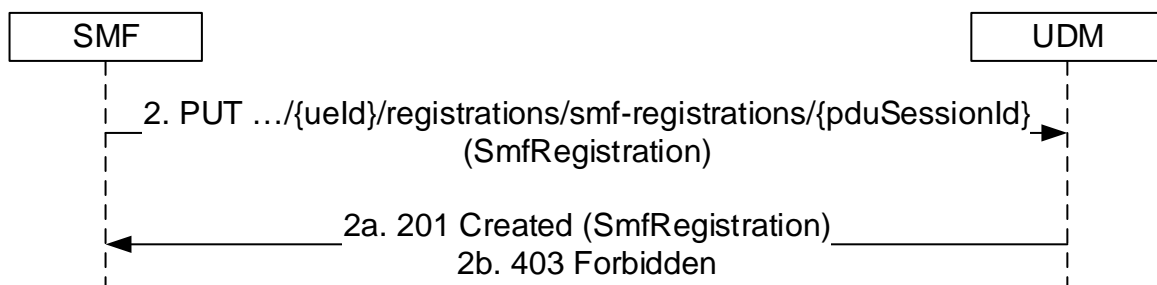 SMF
UDM
2. PUT …/{ueId}/registrations/smf-registrations/{pduSessionId}
(SmfRegistration)
2a. 201 Created (SmfRegistration)
2b. 403 Forbidden